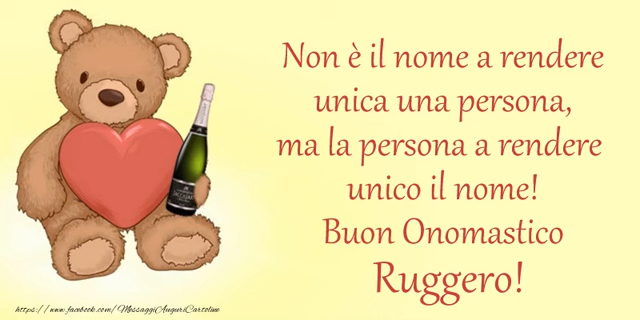 Non è il nome a rendere
unica una persona,
ma la persona a rendere
unico il nome!
Buon Onomastico
Ruggero!
JACQUART
https://www.facebook.com/MessaggiAuguriCartoline